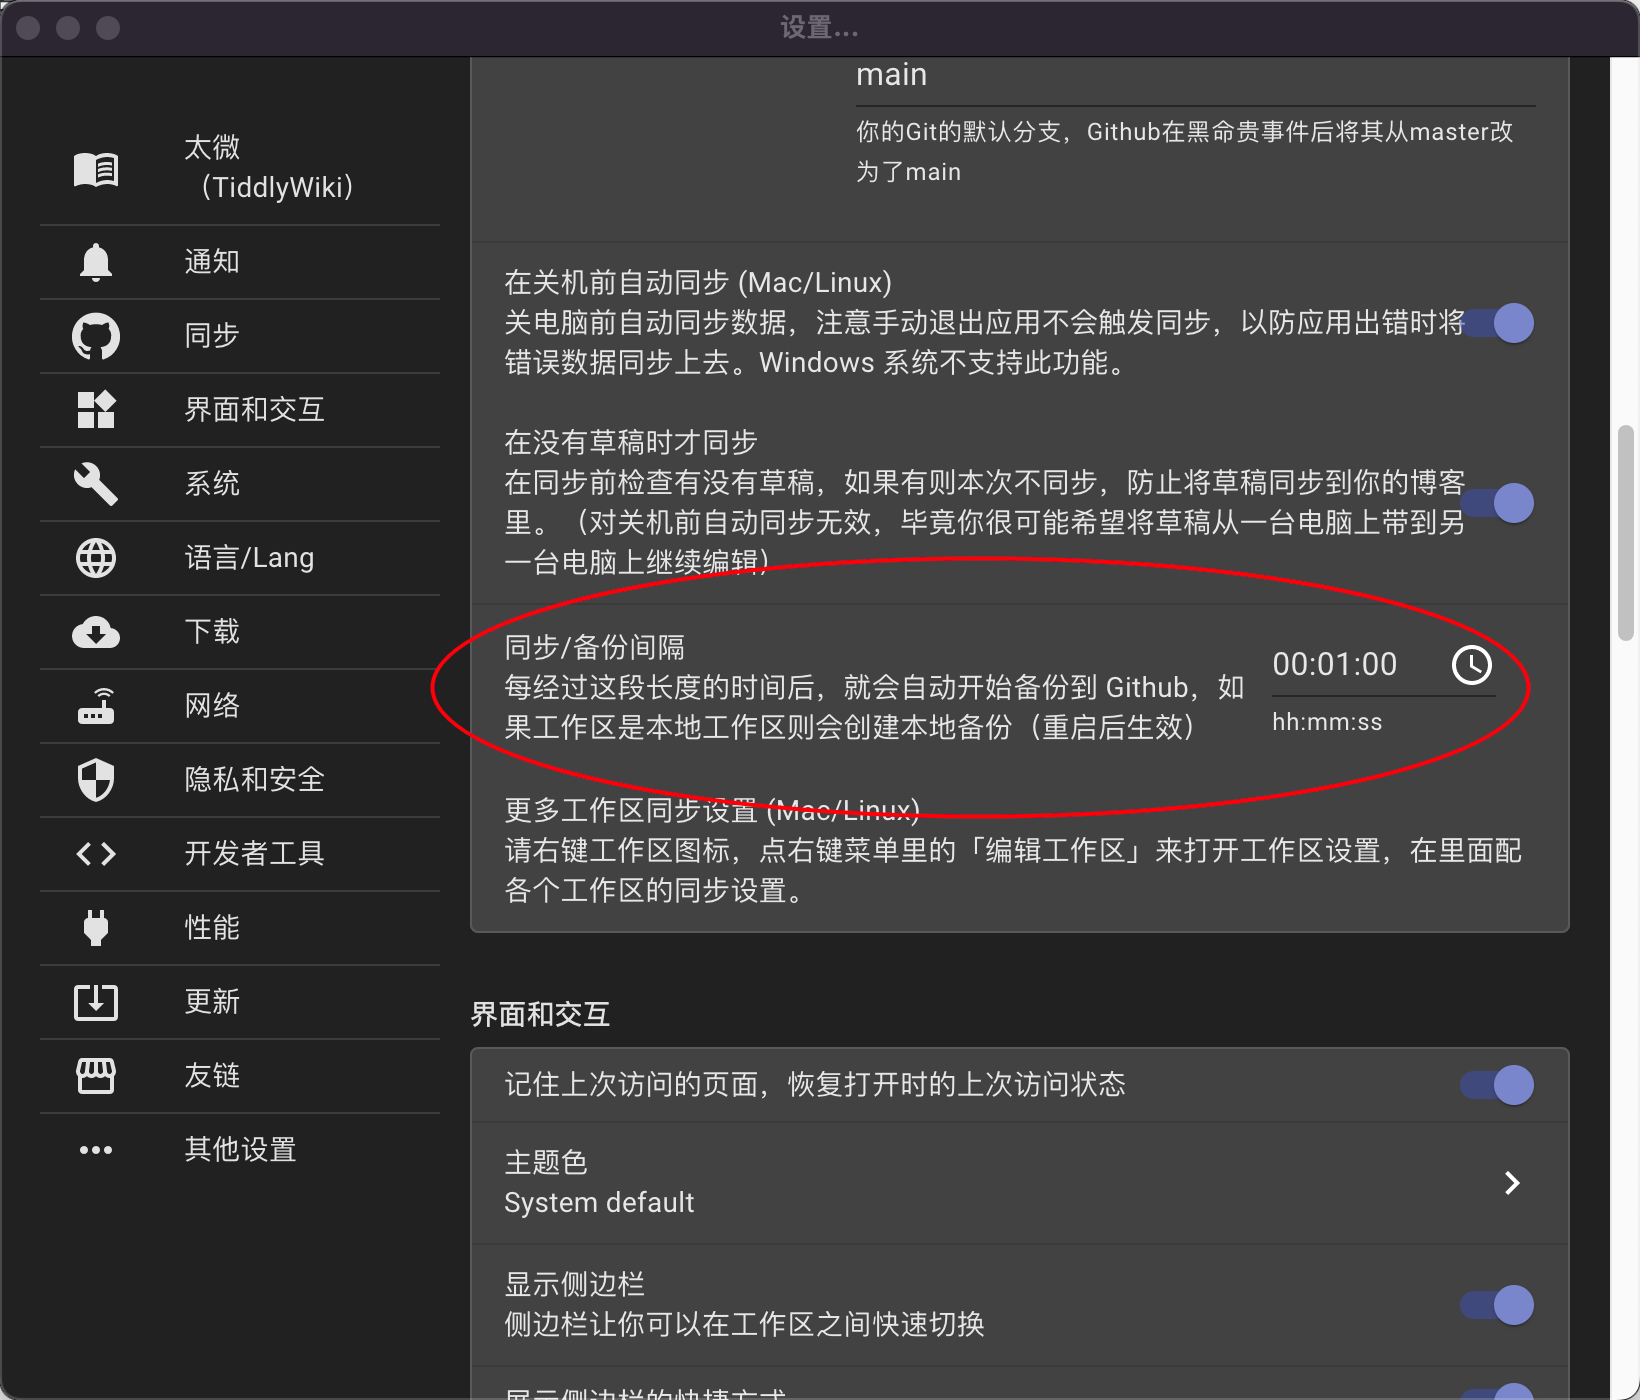 设置...
太微
（TiddlyWiki）
通知
同步
界面和交互
系统
语言/Lang
下载
网络
隐私和安全
开发者工具
性能
更新
友链
其他设置
main
你的Git的默认分支，Github在黑命贵事件后将其从master改
为了main
在关机前自动同步 (Mac/Linux)
关电脑前自动同步数据，注意手动退出应用不会触发同步，以防应用出错时将
错误数据同步上去。Windows 系统不支持此功能。
在没有草稿时才同步
在同步前检查有没有草稿，如果有则本次不同步，防止将草稿同步到你的博客
里。（对关机前自动同步无效，毕竟你很可能希望将草稿从一台电脑上带到另
一台电脑上继续编辑）
同步/备份间隔
每经过这段长度的时间后，就会自动开始备份到 Github，如
果工作区是本地工作区则会创建本地备份（重启后生效）
00:01:00
hh:mm:ss
更多工作区同步设置 (Mac/Linux)
请右键工作区图标，点右键菜单里的「编辑工作区」来打开工作区设置，在里面配
各个工作区的同步设置。
界面和交互
记住上次访问的页面，恢复打开时的上次访问状态
主题色
System default
显示侧边栏
侧边栏让你可以在工作区之间快速切换
展示侧边栏的快捷方式